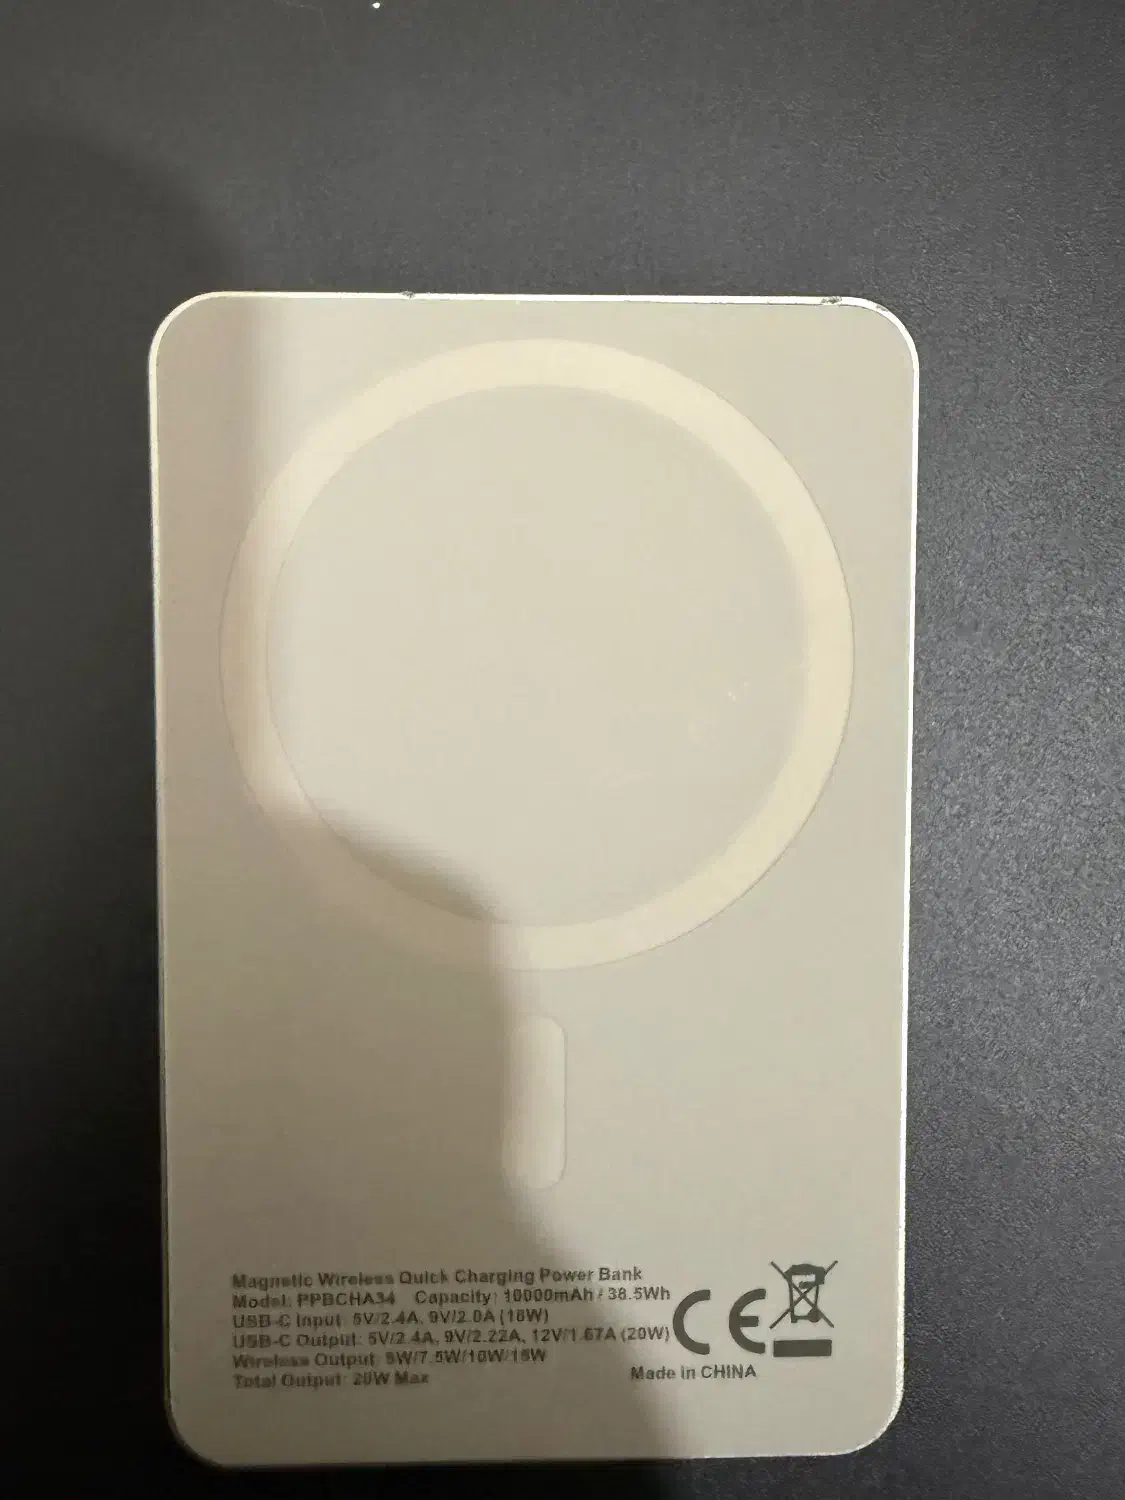 Magnetic Wireless Quick Charging Power Bank
Model: PPBCHA34 Capacity: 10000mAh / 38.5Wh
USB-C Input: 5V/2.4A, 9V/2.0A (18W)
USB-C Output: 5V/2.4A, 9V/2.22A, 12V/1.67A (20W)
Wireless Output: 5W/7.5W/10W/15W
Total Output: 20W Max
CE
Made in CHINA